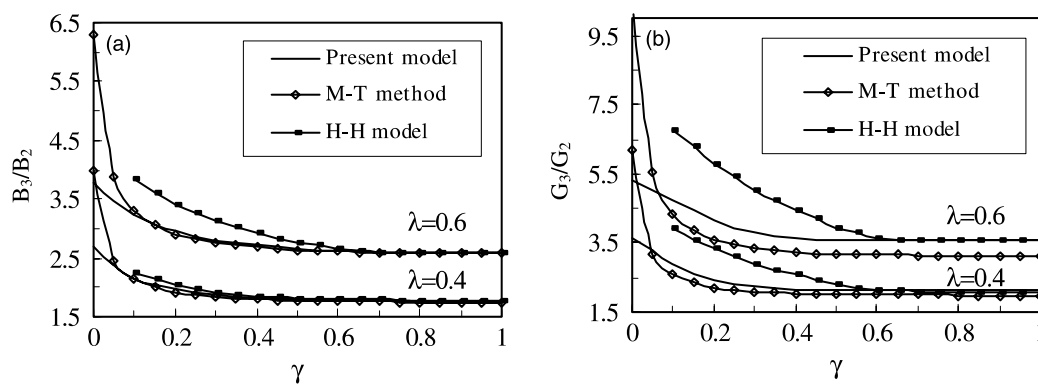 (a)
B3/B2
6.5
5.5
4.5
3.5
2.5
1.5
Present model
M-T method
H-H model
λ=0.6
λ=0.4
0 0.2 0.4 0.6 0.8 1
γ
(b)
G3/G2
9.5
7.5
5.5
3.5
1.5
Present model
M-T method
H-H model
λ=0.6
λ=0.4
0 0.2 0.4 0.6 0.8 1
γ